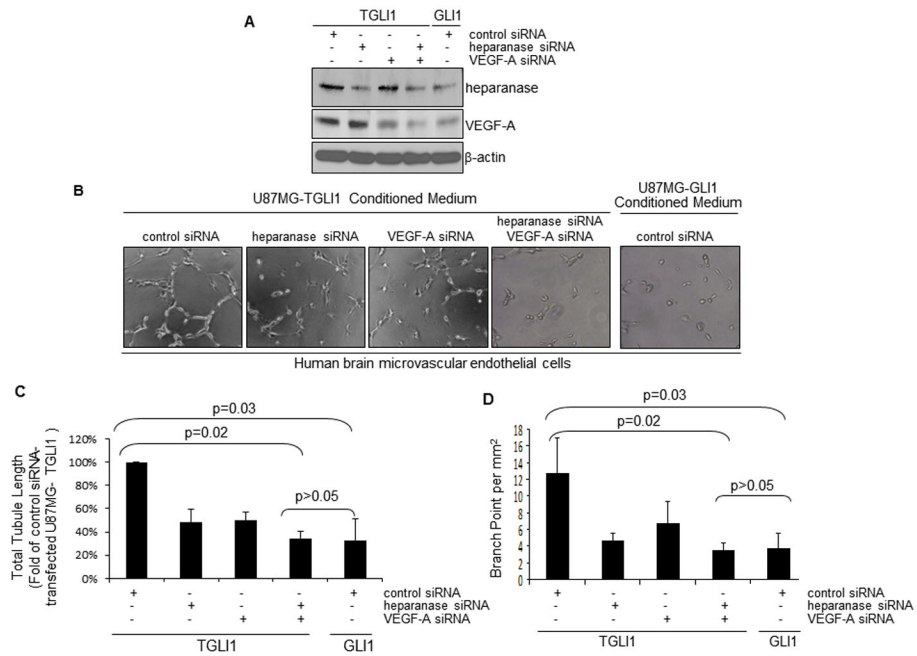 A
TGLI1 GLI1
+ - - - + control siRNA
- + - + - heparanase siRNA
- - + + - VEGF-A siRNA
heparanase
VEGF-A
β-actin
B
U87MG-TGLI1 Conditioned Medium
U87MG-GLI1
Conditioned Medium
control siRNA
heparanase siRNA
VEGF-A siRNA
heparanase siRNA
VEGF-A siRNA
control siRNA
Human brain microvascular endothelial cells
C
p=0.03
p=0.02
p>0.05
Total Tubule Length
(Fold of control siRNA-
transfected U87MG- TGLI1 )
120%
100%
80%
60%
40%
20%
0%
+ - - - + control siRNA
- + - + - heparanase siRNA
- - + + - VEGF-A siRNA
TGLI1 GLI1
D
p=0.03
p=0.02
p>0.05
Branch Point per mm²
18
16
14
12
10
8
6
4
2
0
+ - - - + control siRNA
- + - + - heparanase siRNA
- - + + - VEGF-A siRNA
TGLI1 GLI1